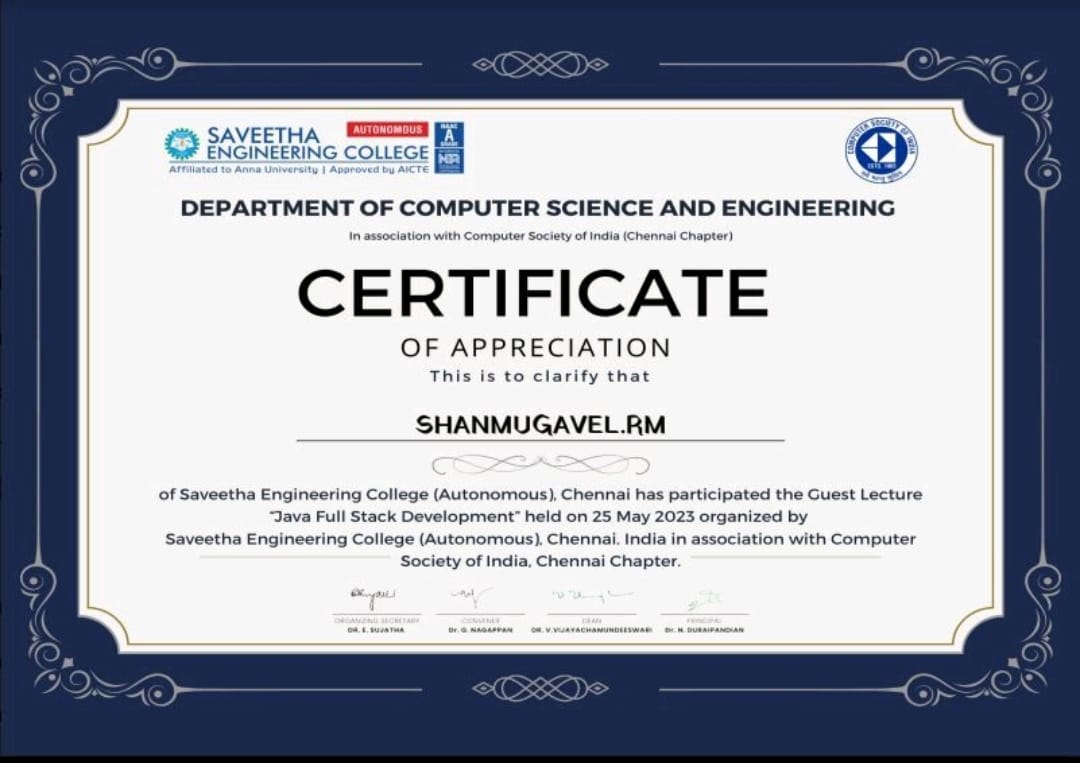 SAVEETHA AUTONOMOUS
ENGINEERING COLLEGE
NAAC
A
GRADE
Affiliated to Anna University | Approved by AICTE
COMPUTER SOCIETY OF INDIA
ESTD. 1965
DEPARTMENT OF COMPUTER SCIENCE AND ENGINEERING
In association with Computer Society of India (Chennai Chapter)
CERTIFICATE
OF APPRECIATION
This is to clarify that
SHANMUGAVEL.RM
of Saveetha Engineering College (Autonomous), Chennai has participated the Guest Lecture
“Java Full Stack Development” held on 25 May 2023 organized by
Saveetha Engineering College (Autonomous), Chennai. India in association with Computer
Society of India, Chennai Chapter.
ORGANIZING SECRETARY CONVENER DEAN PRINCIPAL
DR. E. SUJATHA Dr. G. NAGAPPAN DR. V.VIJAYACHAMUNDEESWARI Dr. N. DURAIPANDIAN